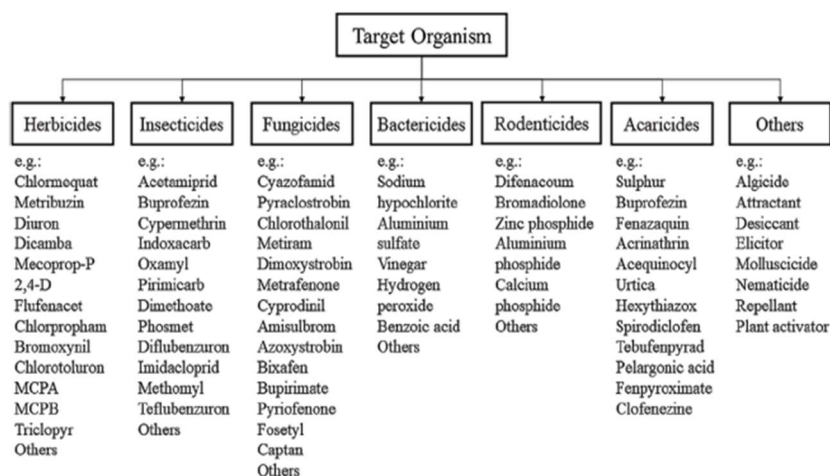 Target Organism
Herbicides
e.g.:
Chlormequat
Metribuzin
Diuron
Dicamba
Mecoprop-P
2,4-D
Flufenacet
Chlorpropham
Bromoxynil
Chlorotoluron
MCPA
MCPB
Triclopyr
Others
Insecticides
e.g.:
Acetamiprid
Buprofezin
Cypermethrin
Indoxacarb
Oxamyl
Pirimicarb
Dimethoate
Phosmet
Diflubenzuron
Imidacloprid
Methomyl
Teflubenzuron
Others
Fungicides
e.g.:
Cyazofamid
Pyraclostrobin
Chlorothalonil
Metiram
Dimoxystrobin
Metrafenone
Cyprodinil
Amisulbrom
Azoxystrobin
Bixafen
Bupirimate
Pyriofenone
Fosetyl
Captan
Others
Bactericides
e.g.:
Sodium
hypochlorite
Aluminium
sulfate
Vinegar
Hydrogen
peroxide
Benzoic acid
Others
Rodenticides
e.g.:
Difenacoum
Bromadiolone
Zinc phosphide
Aluminium
phosphide
Calcium
phosphide
Others
Acaricides
e.g.:
Sulphur
Buprofezin
Fenazaquin
Acrinathrin
Acequinocyl
Urtica
Hexythiazox
Spirodiclofen
Tebufenpyrad
Pelargonic acid
Fenpyroximate
Clofenezine
Others
e.g.:
Algicide
Attractant
Desiccant
Elicitor
Molluscicide
Nematicide
Repellant
Plant activator